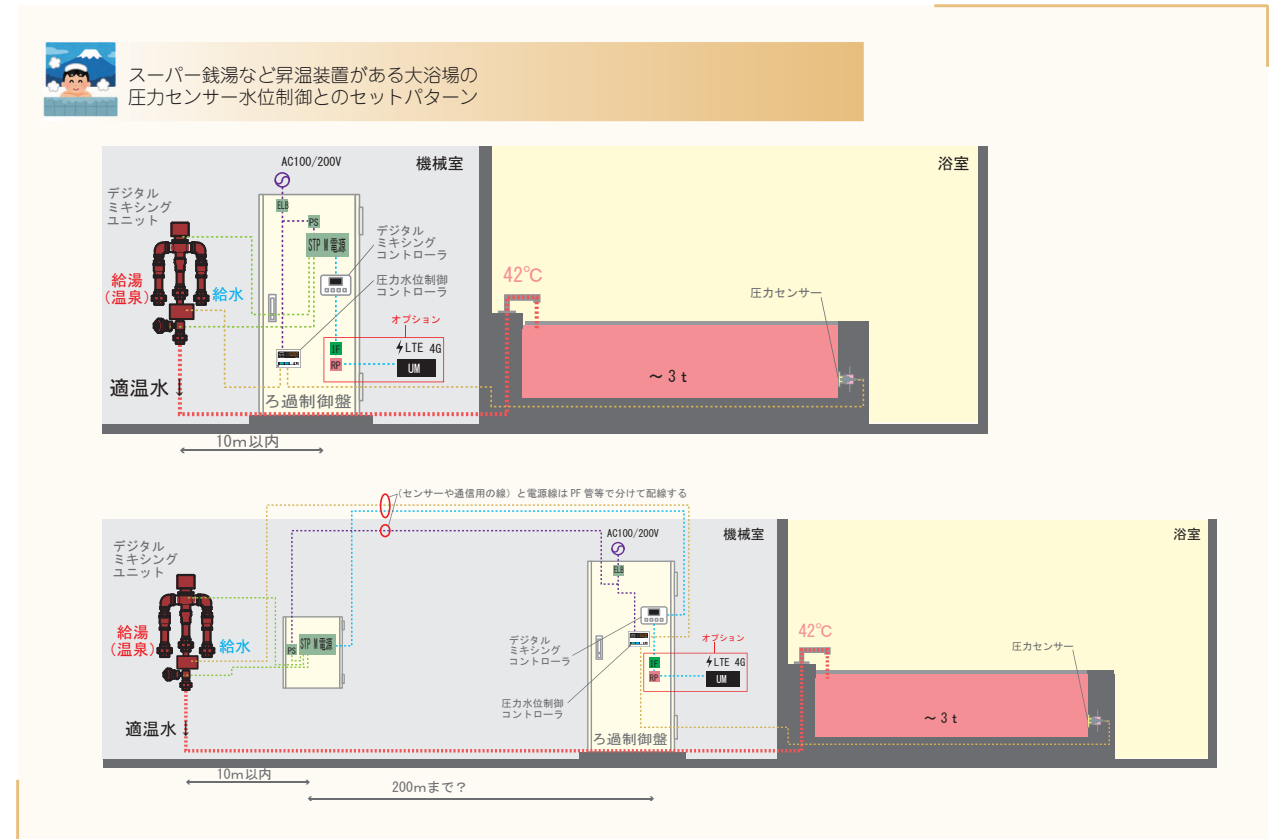 スーパー銭湯など昇温装置がある大浴場の
圧力センサー水位制御とのセットパターン
AC100/200V
機械室
浴室
デジタル
ミキシング
ユニット
ELB
PS
STP M 電源
デジタル
ミキシング
コントローラ
給湯
(温泉)
給水
圧力水位制御
コントローラ
42℃
圧力センサー
オプション
LTE 4G
IF
RP
UM
～３ｔ
適温水↓
ろ過制御盤
10ｍ以内
(センサーや通信用の線）と電源線は PF 管等で分けて配線する
AC100/200V
機械室
浴室
デジタル
ミキシング
ユニット
ELB
給湯
(温泉)
給水
PS
STP M 電源
デジタル
ミキシング
コントローラ
オプション
LTE 4G
IF
RP
UM
42℃
圧力センサー
圧力水位制御
コントローラ
～３ｔ
適温水↓
ろ過制御盤
10ｍ以内
200ｍまで？